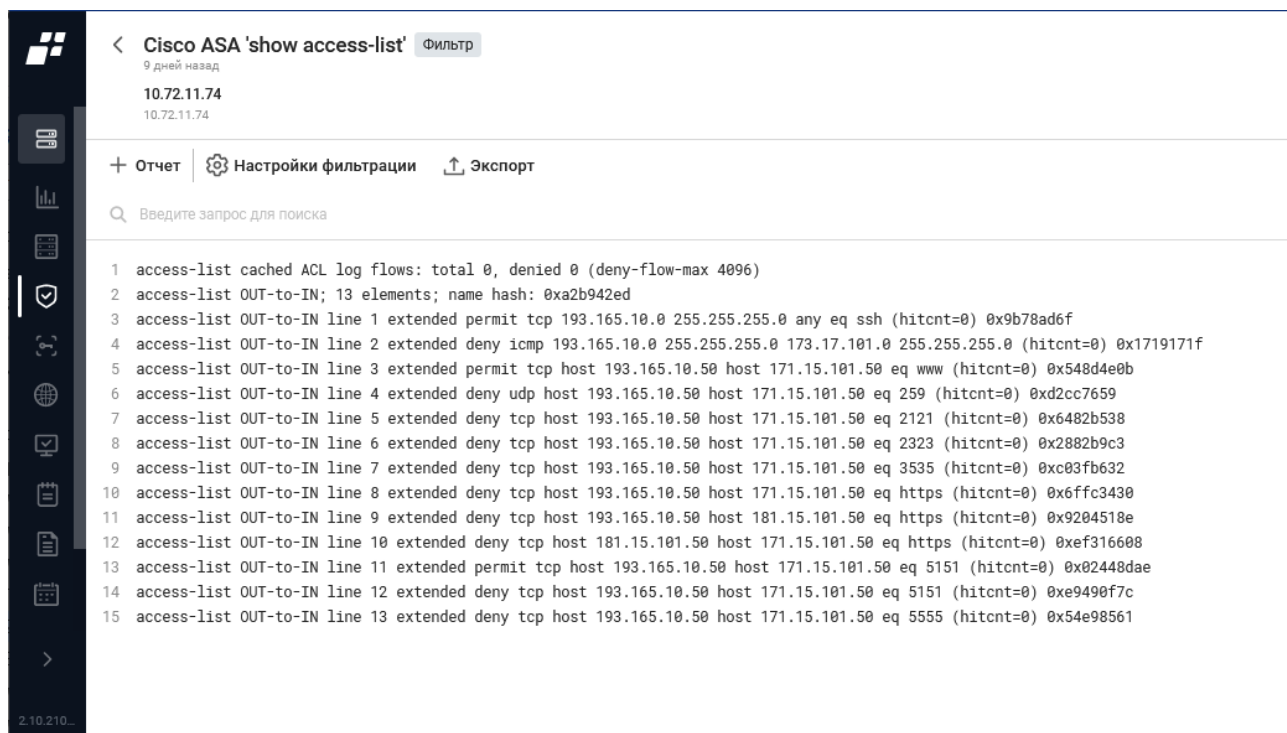 Cisco ASA 'show access-list' Фильтр
9 дней назад
10.72.11.74
10.72.11.74
Отчет Настройки фильтрации Экспорт
Введите запрос для поиска
1 access-list cached ACL log flows: total 0, denied 0 (deny-flow-max 4096)
2 access-list OUT-to-IN; 13 elements; name hash: 0xa2b942ed
3 access-list OUT-to-IN line 1 extended permit tcp 193.165.10.0 255.255.255.0 any eq ssh (hitcnt=0) 0x9b78ad6f
4 access-list OUT-to-IN line 2 extended deny icmp 193.165.10.0 255.255.255.0 173.17.101.0 255.255.255.0 (hitcnt=0) 0x1719171f
5 access-list OUT-to-IN line 3 extended permit tcp host 193.165.10.50 host 171.15.101.50 eq www (hitcnt=0) 0x548d4e0b
6 access-list OUT-to-IN line 4 extended deny udp host 193.165.10.50 host 171.15.101.50 eq 259 (hitcnt=0) 0xd2cc7659
7 access-list OUT-to-IN line 5 extended deny tcp host 193.165.10.50 host 171.15.101.50 eq 2121 (hitcnt=0) 0x6482b538
8 access-list OUT-to-IN line 6 extended deny tcp host 193.165.10.50 host 171.15.101.50 eq 2323 (hitcnt=0) 0x2882b9c3
9 access-list OUT-to-IN line 7 extended deny tcp host 193.165.10.50 host 171.15.101.50 eq 3535 (hitcnt=0) 0xc03fb632
10 access-list OUT-to-IN line 8 extended deny tcp host 193.165.10.50 host 171.15.101.50 eq https (hitcnt=0) 0x6ffc3430
11 access-list OUT-to-IN line 9 extended deny tcp host 193.165.10.50 host 181.15.101.50 eq https (hitcnt=0) 0x9204518e
12 access-list OUT-to-IN line 10 extended deny tcp host 181.15.101.50 host 171.15.101.50 eq https (hitcnt=0) 0xef316608
13 access-list OUT-to-IN line 11 extended permit tcp host 193.165.10.50 host 171.15.101.50 eq 5151 (hitcnt=0) 0x02448dae
14 access-list OUT-to-IN line 12 extended deny tcp host 193.165.10.50 host 171.15.101.50 eq 5151 (hitcnt=0) 0xe9490f7c
15 access-list OUT-to-IN line 13 extended deny tcp host 193.165.10.50 host 171.15.101.50 eq 5555 (hitcnt=0) 0x54e98561
2.10.210...